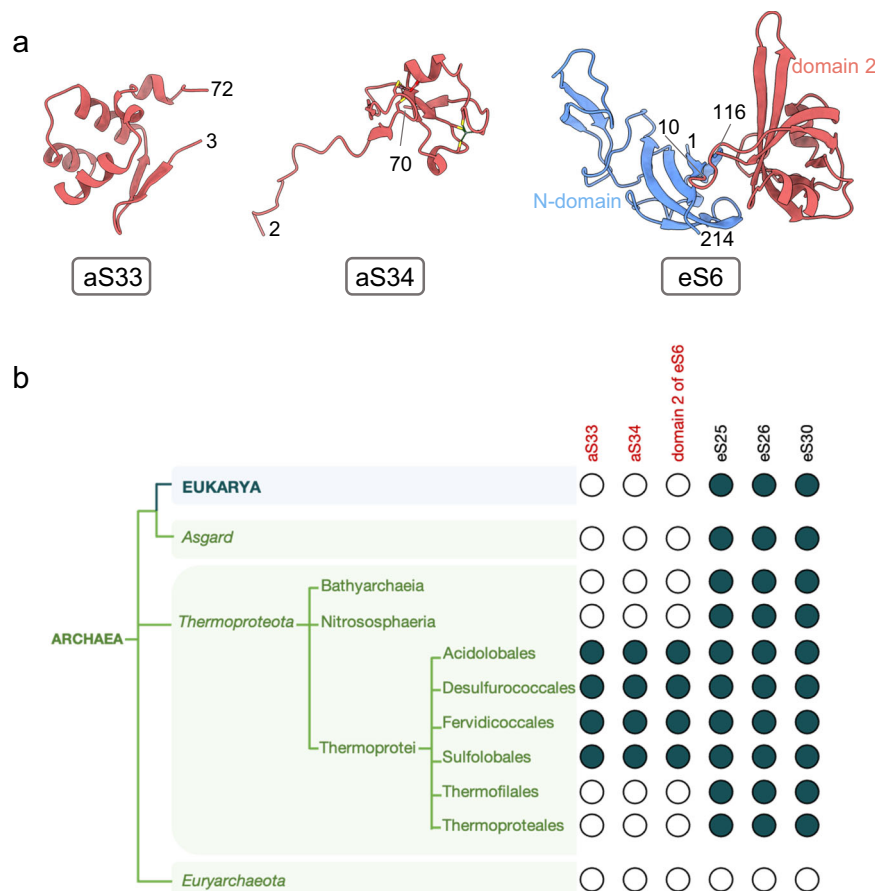 a
72
3
aS33
70
2
aS34
domain 2
116
10
1
N-domain
214
eS6
b
aS33
aS34
domain 2 of eS6
eS25
eS26
eS30
EUKARYA
Asgard
Bathyarchaeia
Thermoproteota
Nitrososphaeria
ARCHAEA
Acidolobales
Desulfurococcales
Fervidicoccales
Thermoprotei
Sulfolobales
Thermofilales
Thermoproteales
Euryarchaeota